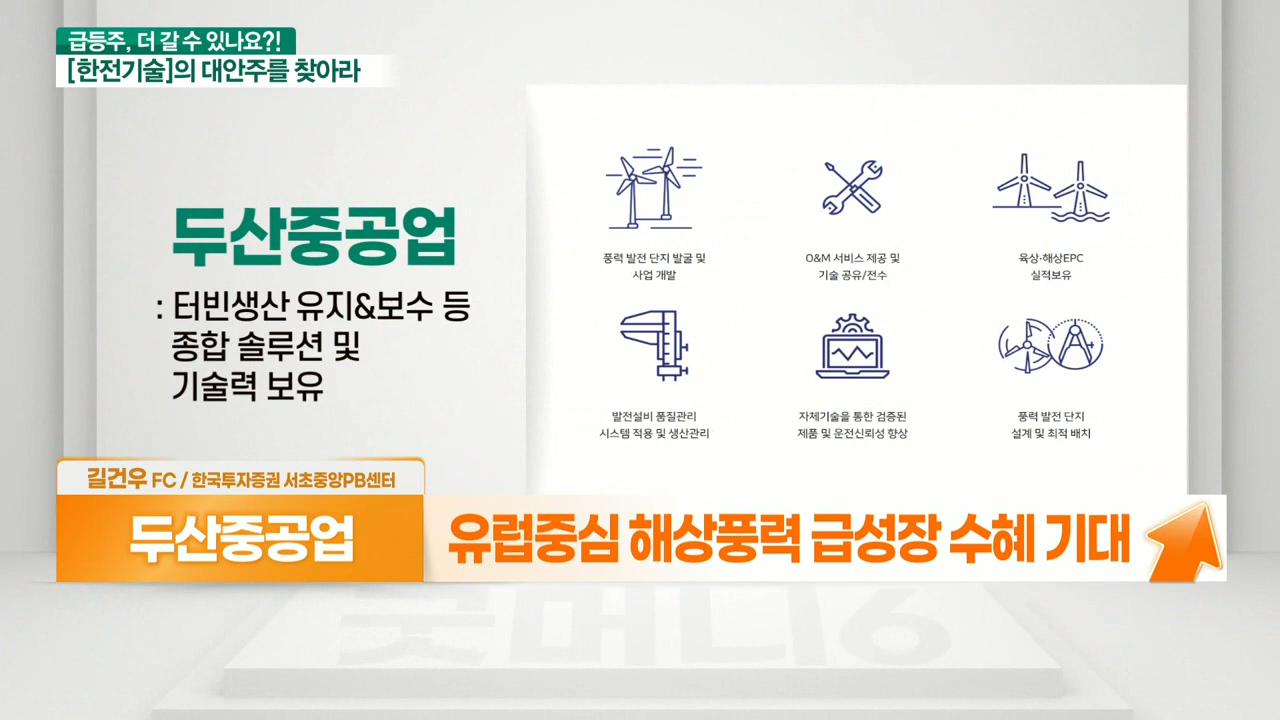 급등주, 더 갈 수 있나요?!
[한전기술]의 대안주를 찾아라
두산중공업
: 터빈생산 유지&보수 등
종합 솔루션 및
기술력 보유
풍력 발전 단지 발굴 및
사업 개발
O&M 서비스 제공 및
기술 공유/전수
육상·해상EPC
실적보유
발전설비 품질관리
시스템 적용 및 생산관리
자체기술을 통한 검증된
제품 및 운전신뢰성 향상
풍력 발전 단지
설계 및 최적 배치
길건우 FC / 한국투자증권 서초중앙PB센터
두산중공업
유럽중심 해상풍력 급성장 수혜 기대
굿머니6